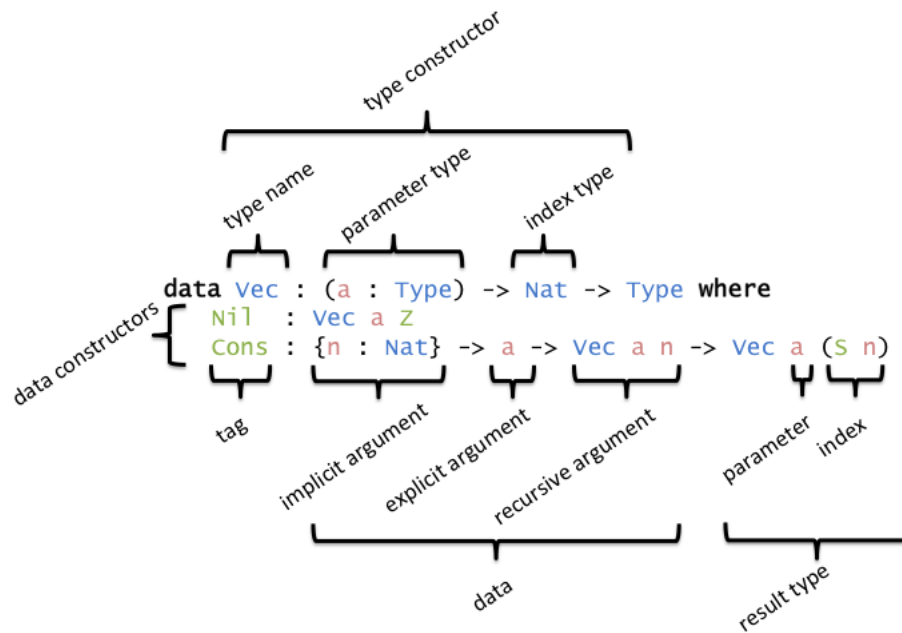 type constructor
type name
parameter type
index type
data Vec : (a : Type) -> Nat -> Type where
Nil : Vec a Z
Cons : {n : Nat} -> a -> Vec a n -> Vec a (S n)
data constructors
tag
implicit argument
explicit argument
recursive argument
parameter
index
data
result type